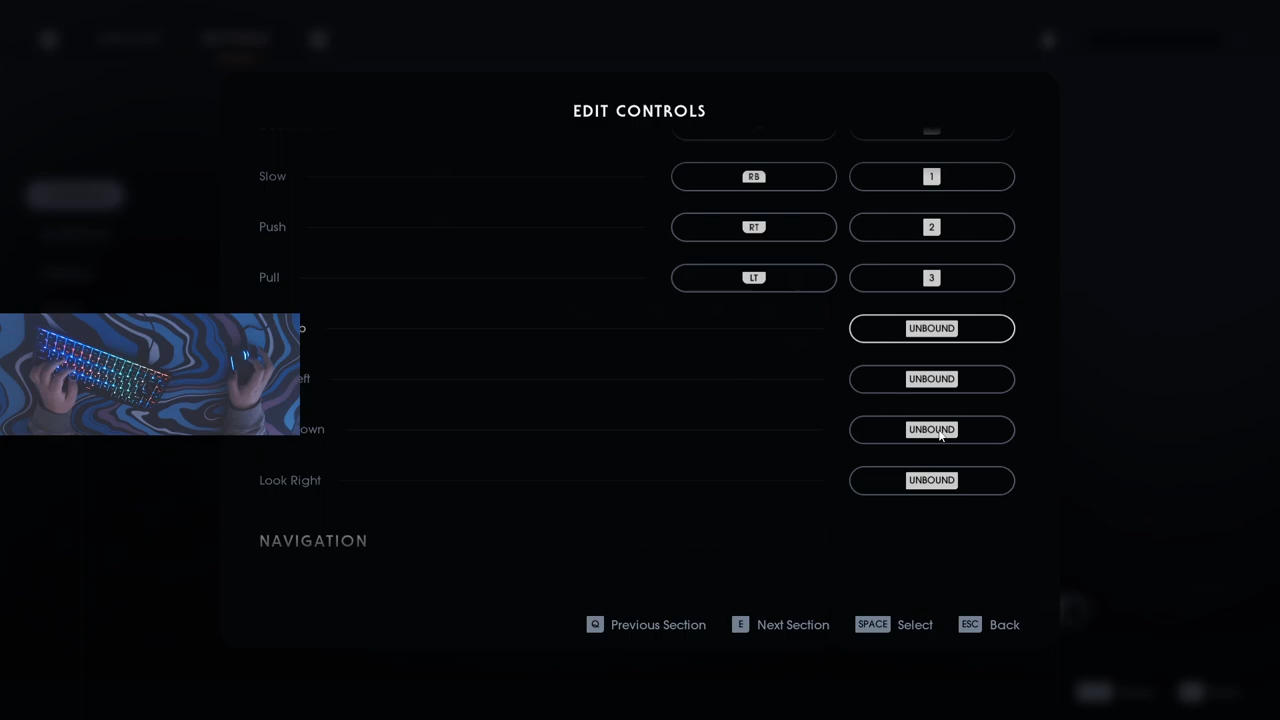 EDIT CONTROLS
Slow RB 1
Push RT 2
Pull LT 3
UNBOUND
UNBOUND
UNBOUND
Look Right UNBOUND
NAVIGATION
Q Previous Section E Next Section SPACE Select ESC Back